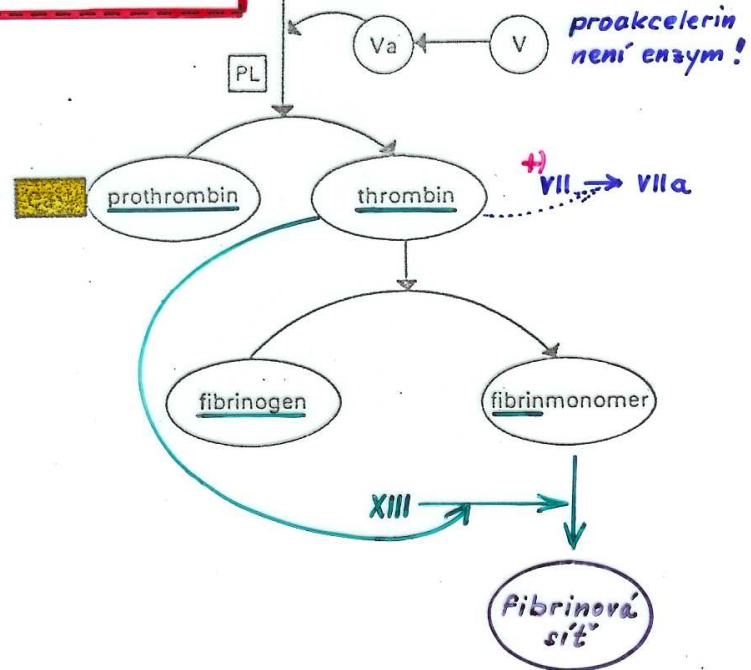 proakcelerin
Va V není enzym!
PL
+)
prothrombin thrombin VII VIIa
fibrinogen fibrinmonomer
XIII
fibrinová
síť